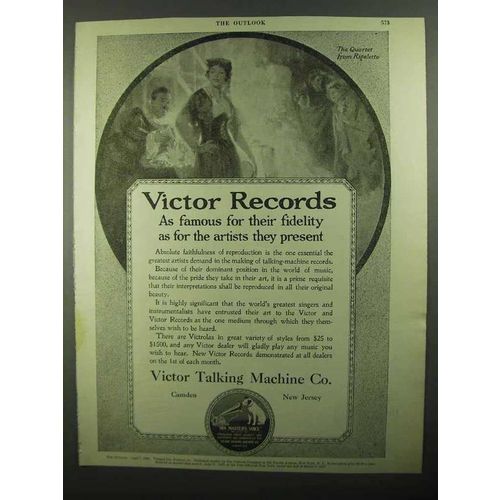 THE OUTLOOK
573
The Quartet
from Rigoletto
Victor Records
As famous for their fidelity
as for the artists they present
Absolute faithfulness of reproduction is the one essential the
greatest artists demand in the making of talking-machine records.
Because of their dominant position in the world of music,
because of the pride they take in their art, it is a prime requisite
that their interpretations shall be reproduced in all their original
beauty.
It is highly significant that the world's greatest singers and
instrumentalists have entrusted their art to the Victor and
Victor Records as the one medium through which they them-
selves wish to be heard.
There are Victrolas in great variety of styles from $25 to
$1500, and any Victor dealer will gladly play any music you
wish to hear. New Victor Records demonstrated at all dealers
on the 1st of each month.
Victor Talking Machine Co.
Camden
New Jersey
HIS MASTER'S VOICE